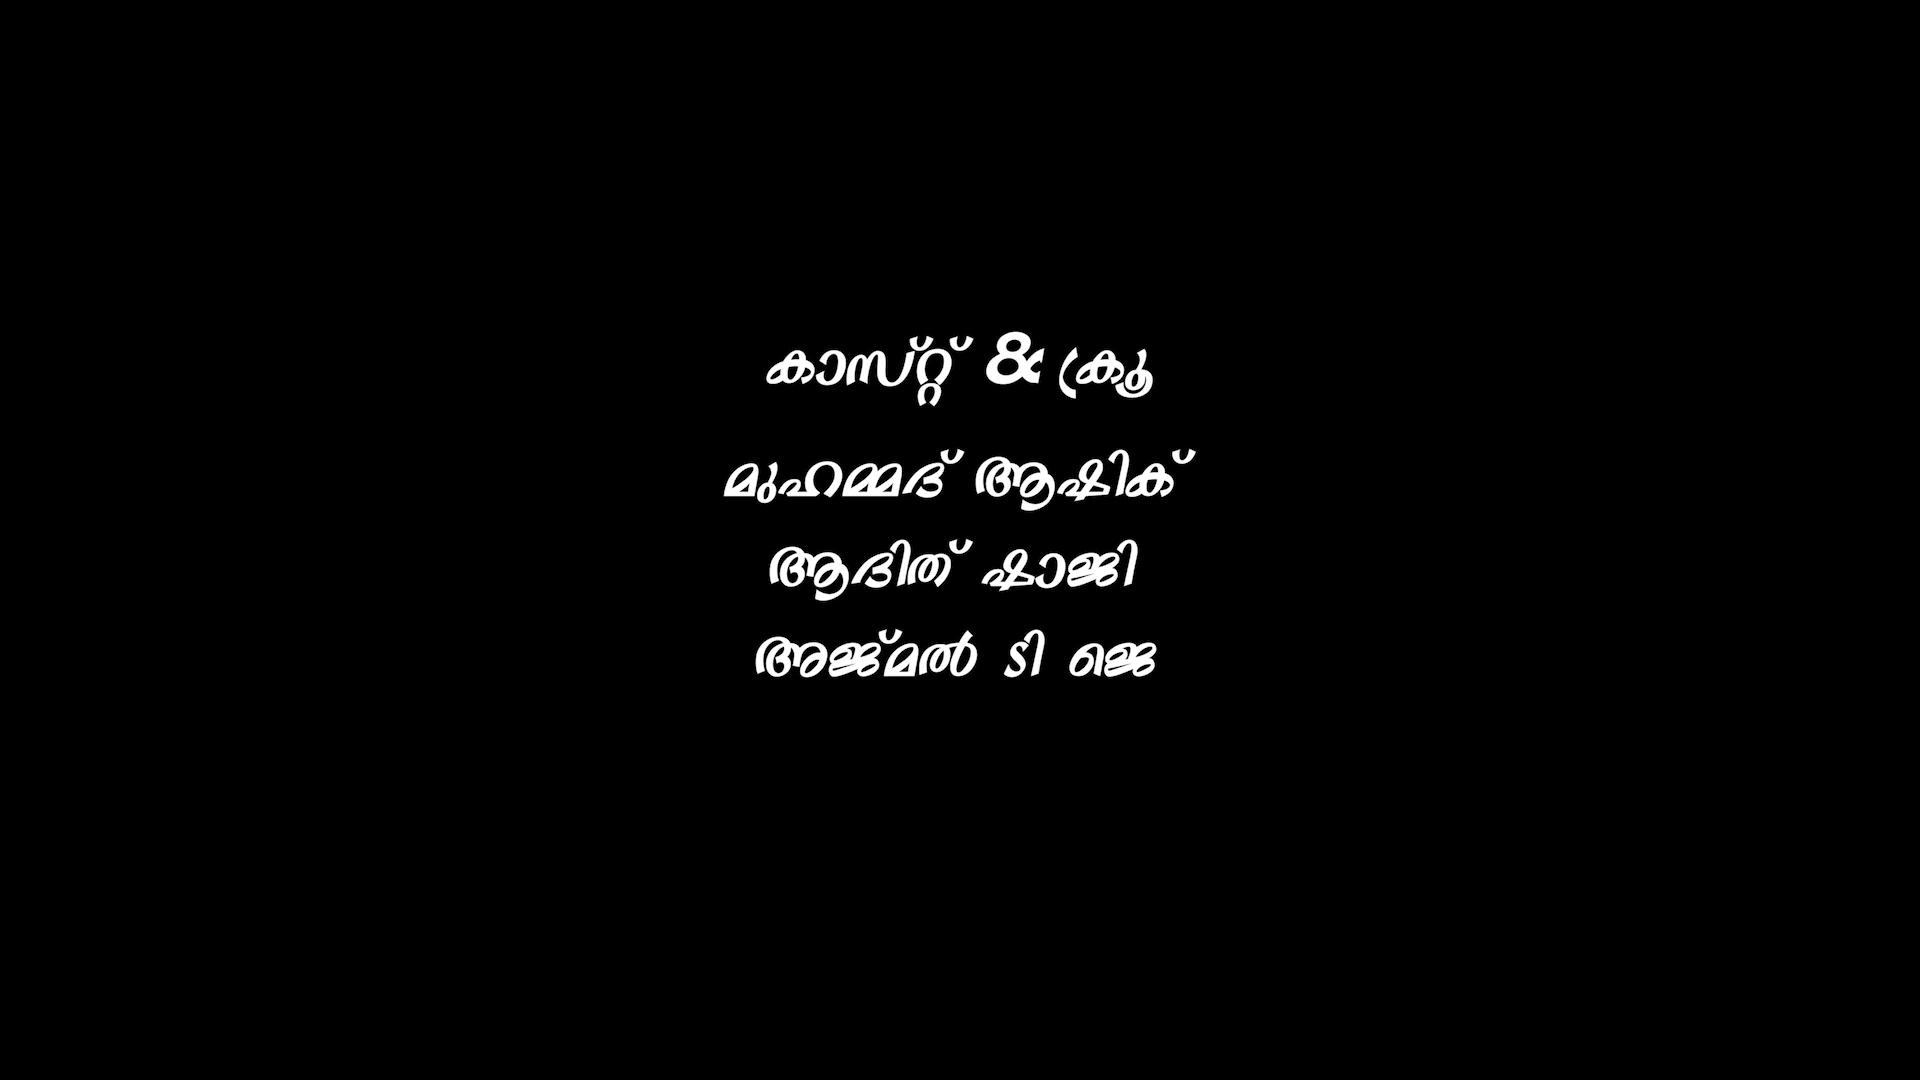 കാസ്റ്റ് & ക്രൂ
മുഹമ്മദ് ആഷിക്
ആദിത് ഷാജി
അജ്മൽ ടി ജെ